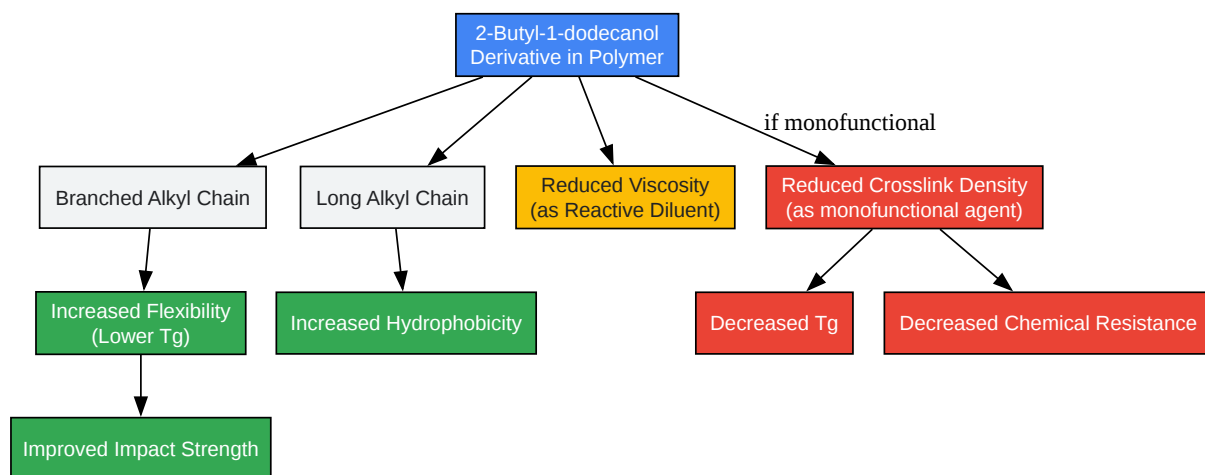 2-Butyl-1-dodecanol
Derivative in Polymer
if monofunctional
Branched Alkyl Chain
Long Alkyl Chain
Reduced Viscosity
(as Reactive Diluent)
Reduced Crosslink Density
(as monofunctional agent)
Increased Flexibility
(Lower Tg)
Increased Hydrophobicity
Decreased Tg
Decreased Chemical Resistance
Improved Impact Strength